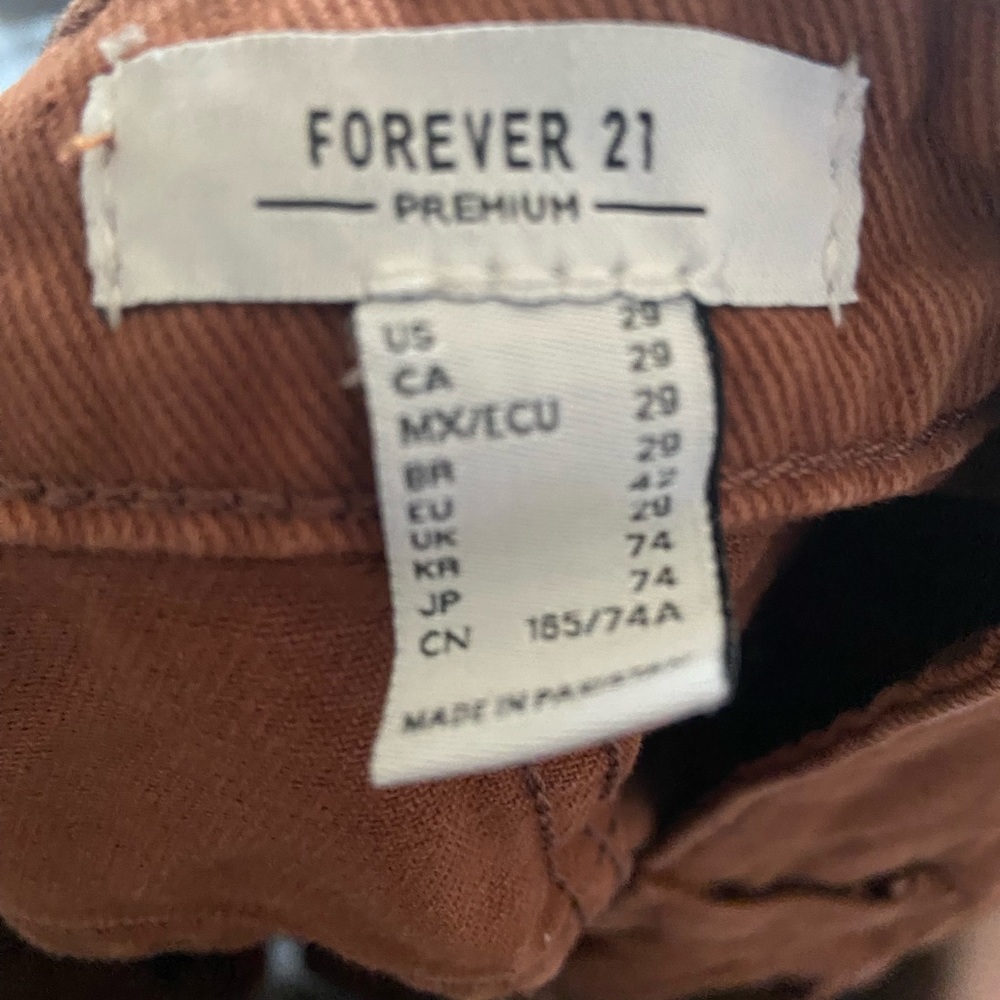 FOREVER 21
PREMIUM
US 29
CA 29
MX/ECU 29
BR 29
EU 42
UK 29
KR 74
JP 74
CN 165/74A
MADE IN PAKISTAN